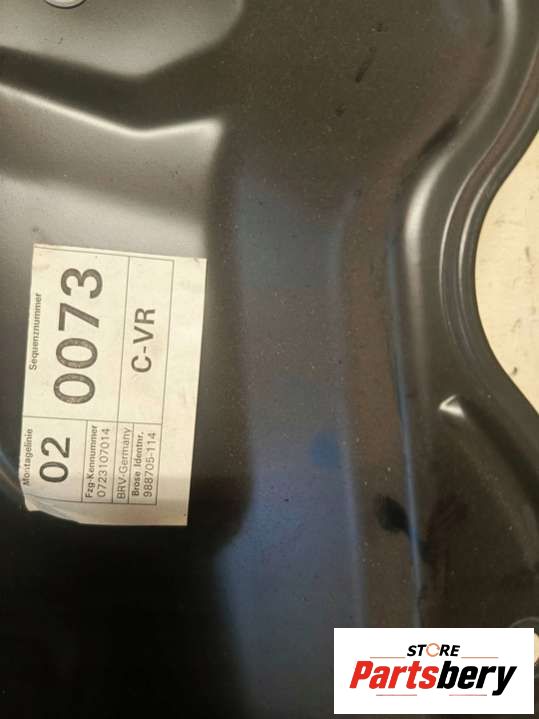 Montagelinie Sequenznummer
02 0073
Fzg-Kennummer
0723107014
BRV-Germany
Brose Identnr.
988705-114
C-VR
STORE
Partsbery